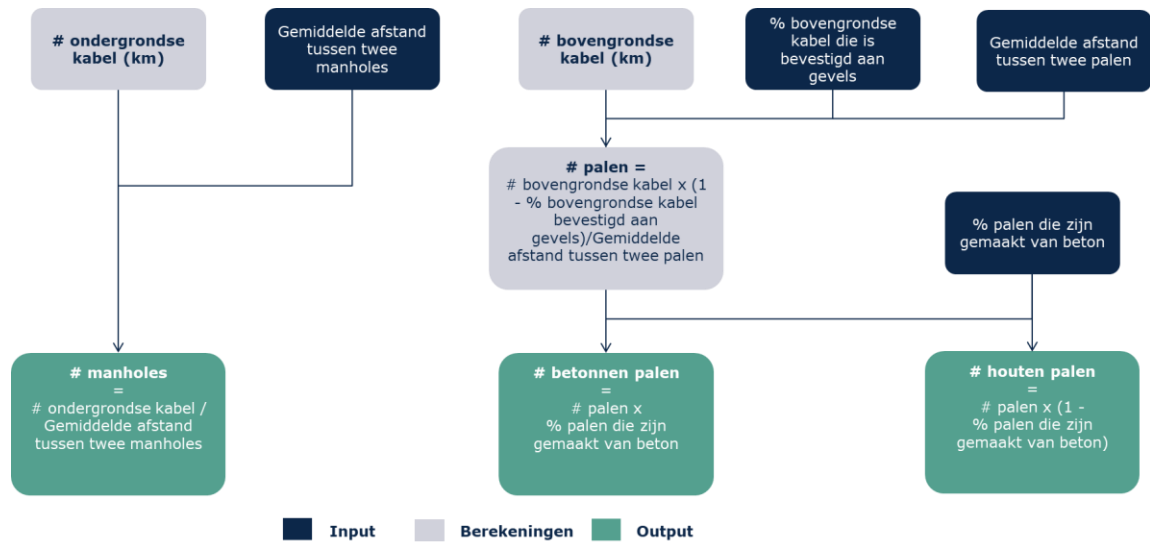 # ondergrondse
kabel (km)
Gemiddelde afstand
tussen twee
manholes
# bovengrondse
kabel (km)
% bovengrondse
kabel die is
bevestigd aan
gevels
Gemiddelde afstand
tussen twee palen
# palen =
# bovengrondse kabel x (1
- % bovengrondse kabel
bevestigd aan
gevels)/Gemiddelde
afstand tussen twee palen
% palen die zijn
gemaakt van beton
# manholes
=
# ondergrondse kabel /
Gemiddelde afstand
tussen twee manholes
# betonnen palen
=
# palen x
% palen die zijn
gemaakt van beton
# houten palen
=
# palen x (1 -
% palen die zijn
gemaakt van beton)
Input
Berekeningen
Output